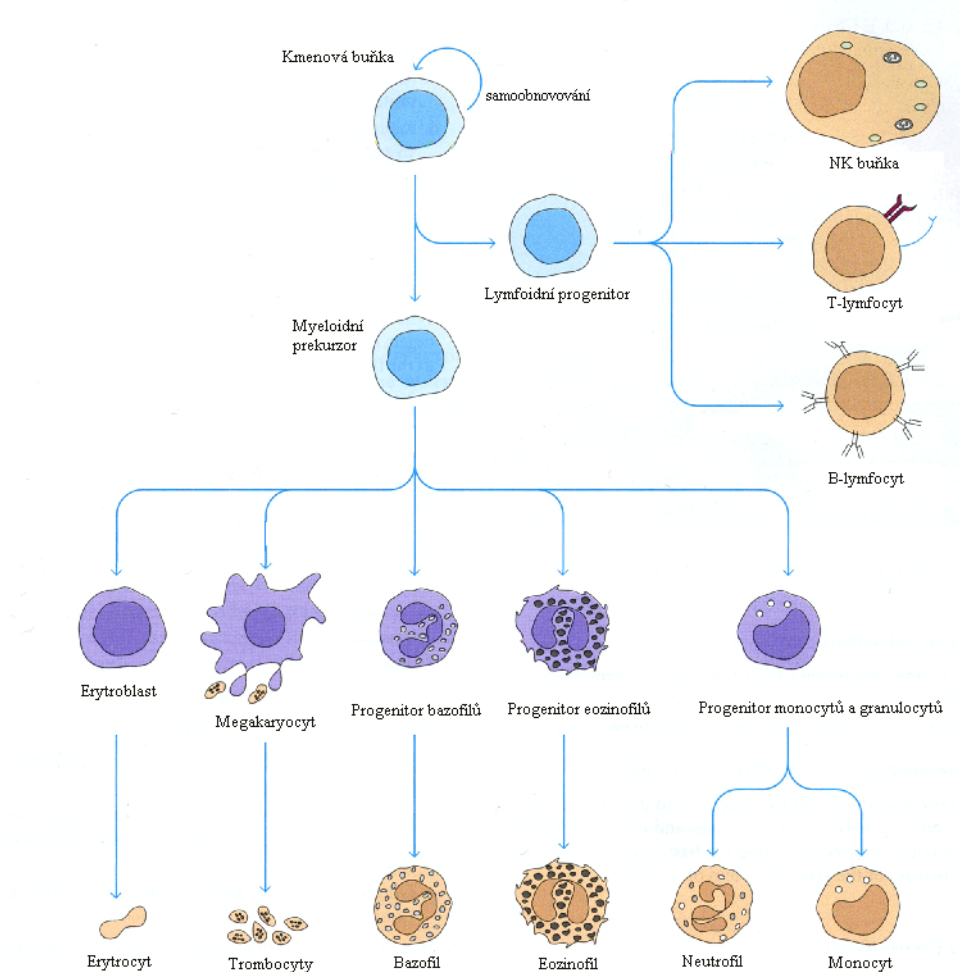 Kmenová buňka
samoobnovování
NK buňka
Lymfoidní progenitor
T-lymfocyt
Myeloidní
prekurzor
B-lymfocyt
Erytroblast
Megakaryocyt
Progenitor bazofilů
Progenitor eozinofilů
Progenitor monocytů a granulocytů
Erytrocyt
Trombocyty
Bazofil
Eozinofil
Neutrofil
Monocyt